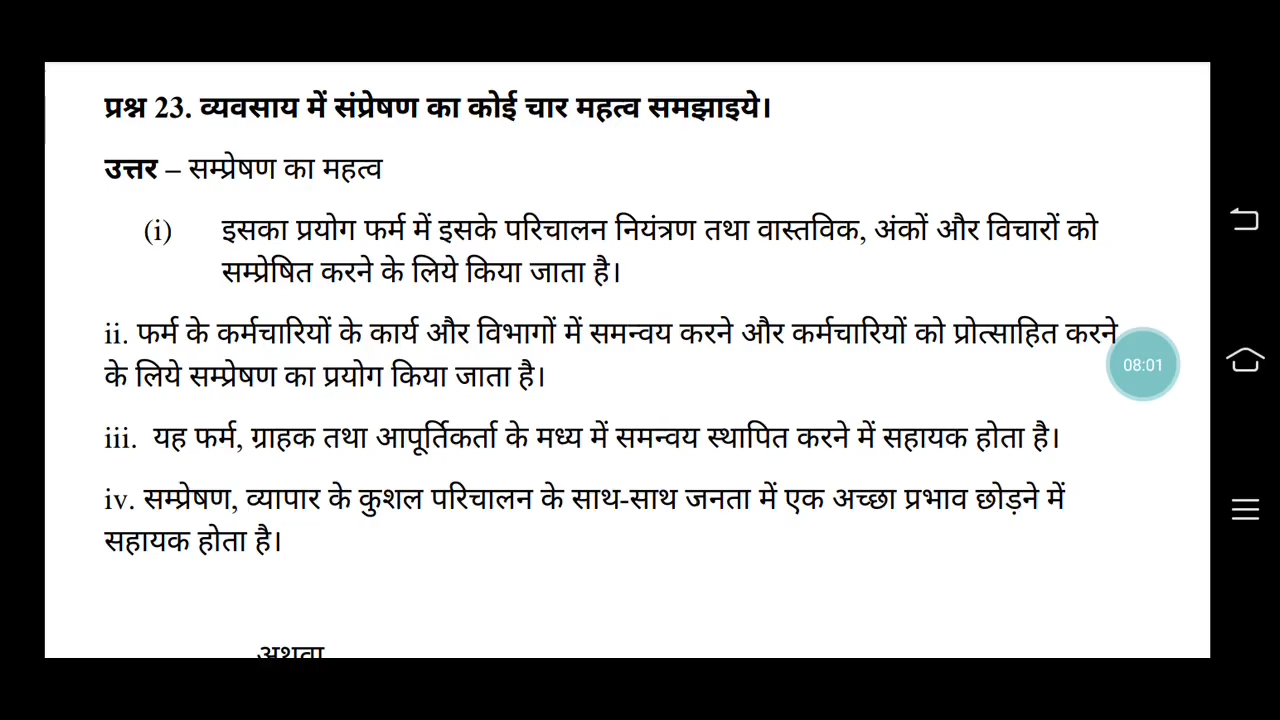 प्रश्न 23. व्यवसाय में संप्रेषण का कोई चार महत्व समझाइये।
उत्तर – सम्प्रेषण का महत्व
(i) इसका प्रयोग फर्म में इसके परिचालन नियंत्रण तथा वास्तविक, अंकों और विचारों को
सम्प्रेषित करने के लिये किया जाता है।
ii. फर्म के कर्मचारियों के कार्य और विभागों में समन्वय करने और कर्मचारियों को प्रोत्साहित करने
के लिये सम्प्रेषण का प्रयोग किया जाता है।
08:01
iii. यह फर्म, ग्राहक तथा आपूर्तिकर्ता के मध्य में समन्वय स्थापित करने में सहायक होता है।
iv. सम्प्रेषण, व्यापार के कुशल परिचालन के साथ-साथ जनता में एक अच्छा प्रभाव छोड़ने में
सहायक होता है।
अथवा